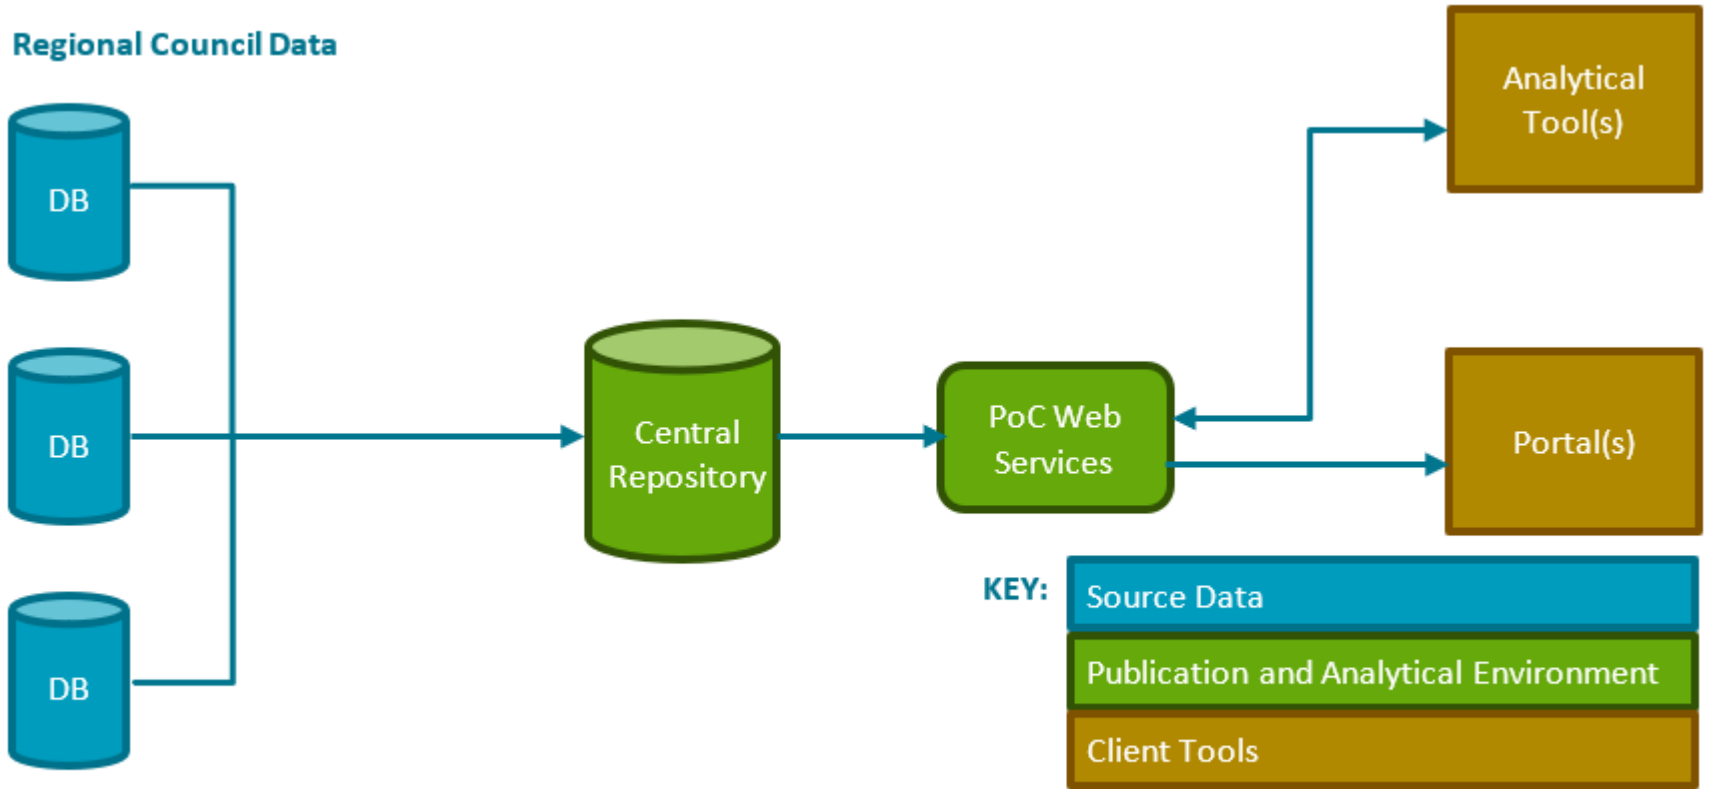 Regional Council Data
DB
DB
DB
Central
Repository
PoC Web
Services
Analytical
Tool(s)
Portal(s)
KEY:
Source Data
Publication and Analytical Environment
Client Tools